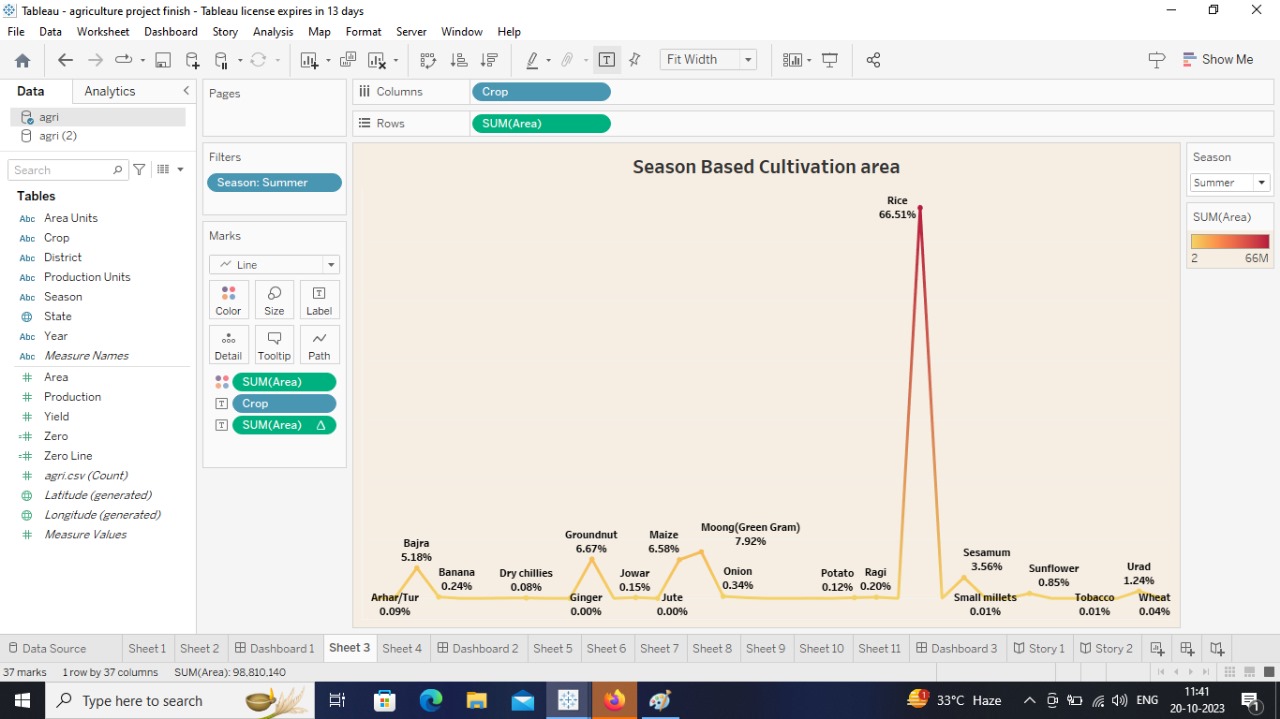 Tableau - agriculture project finish - Tableau license expires in 13 days
File Data Worksheet Dashboard Story Analysis Map Format Server Window Help
Fit Width
Show Me
Data Analytics
agri
agri (2)
Search
Tables
Abc Area Units
Abc Crop
Abc District
Abc Production Units
Abc Season
State
Abc Year
Abc Measure Names
# Area
# Production
# Yield
=# Zero
=# Zero Line
# agri.csv (Count)
Latitude (generated)
Longitude (generated)
# Measure Values
Pages
Filters
Season: Summer
Marks
Line
Color Size Label
Detail Tooltip Path
SUM(Area)
Crop
SUM(Area) Δ
Columns Crop
Rows SUM(Area)
Season Based Cultivation area
Rice
66.51%
Arhar/Tur
0.09%
Bajra
5.18%
Banana
0.24%
Dry chillies
0.08%
Groundnut
6.67%
Ginger
0.00%
Jowar
0.15%
Maize
6.58%
Jute
0.00%
Moong(Green Gram)
7.92%
Onion
0.34%
Potato
0.12%
Ragi
0.20%
Sesamum
3.56%
Small millets
0.01%
Sunflower
0.85%
Tobacco
0.01%
Urad
1.24%
Wheat
0.04%
Season
Summer
SUM(Area)
2 66M
Data Source Sheet 1 Sheet 2 Dashboard 1 Sheet 3 Sheet 4 Dashboard 2 Sheet 5 Sheet 6 Sheet 7 Sheet 8 Sheet 9 Sheet 10 Sheet 11 Dashboard 3 Story 1 Story 2
37 marks 1 row by 37 columns SUM(Area): 98,810,140
Type here to search
1
33°C Haze
ENG
11:41
20-10-2023
1